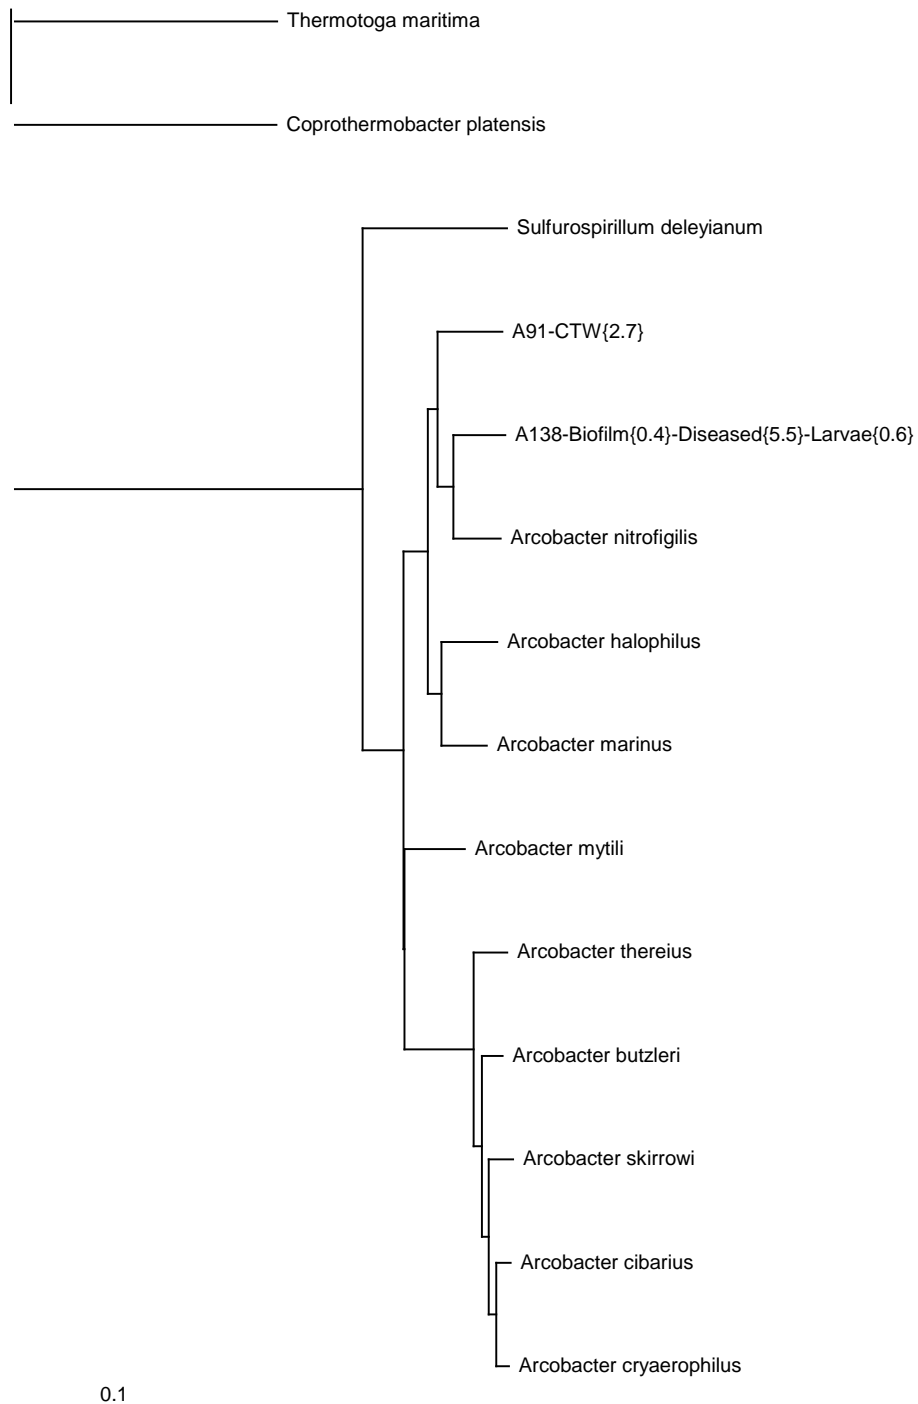 Thermotoga maritima
Coprothermobacter platensis
Sulfurospirillum deleyianum
A91-CTW{2.7}
A138-Biofilm{0.4}-Diseased{5.5}-Larvae{0.6}
Arcobacter nitrofigilis
Arcobacter halophilus
Arcobacter marinus
Arcobacter mytili
Arcobacter thereius
Arcobacter butzleri
Arcobacter skirrowi
Arcobacter cibarius
Arcobacter cryaerophilus
0.1